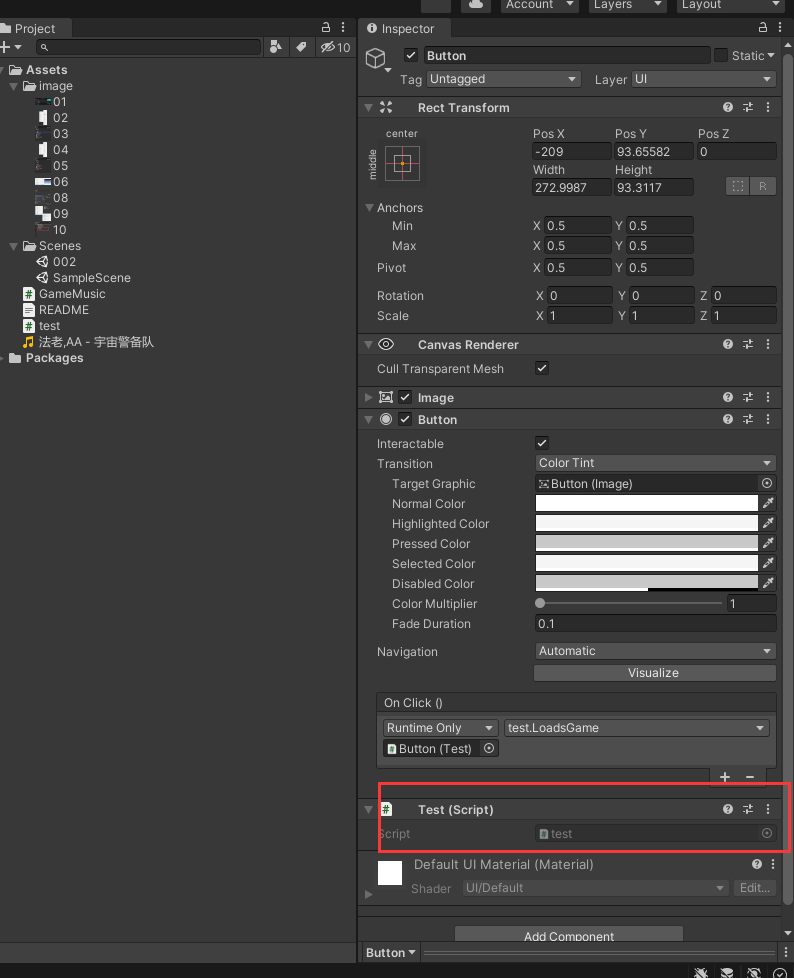 Account
Layers
Layout
Project
10
Assets
image
01
02
03
04
05
06
08
09
10
Scenes
002
SampleScene
GameMusic
README
test
法老,AA - 宇宙警备队
Packages
Inspector
Button
Static
Tag Untagged Layer UI
Rect Transform
center
middle
Pos X Pos Y Pos Z
-209 93.65582 0
Width Height
272.9987 93.3117
R
Anchors
Min X 0.5 Y 0.5
Max X 0.5 Y 0.5
Pivot X 0.5 Y 0.5
Rotation X 0 Y 0 Z 0
Scale X 1 Y 1 Z 1
Canvas Renderer
Cull Transparent Mesh
Image
Button
Interactable
Transition Color Tint
Target Graphic Button (Image)
Normal Color
Highlighted Color
Pressed Color
Selected Color
Disabled Color
Color Multiplier 1
Fade Duration 0.1
Navigation Automatic
Visualize
On Click ()
Runtime Only test.LoadsGame
Button (Test)
+ −
# Test (Script)
Script test
Default UI Material (Material)
Shader UI/Default Edit...
Add Component
Button